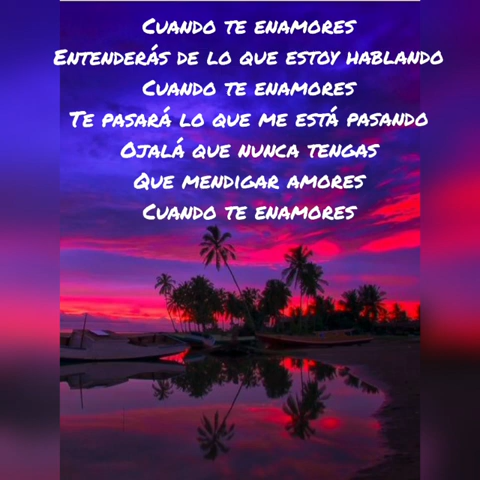 Cuando te enamores
Entenderás de lo que estoy hablando
Cuando te enamores
Te pasará lo que me está pasando
Ojalá que nunca tengas
Que mendigar amores
Cuando te enamores